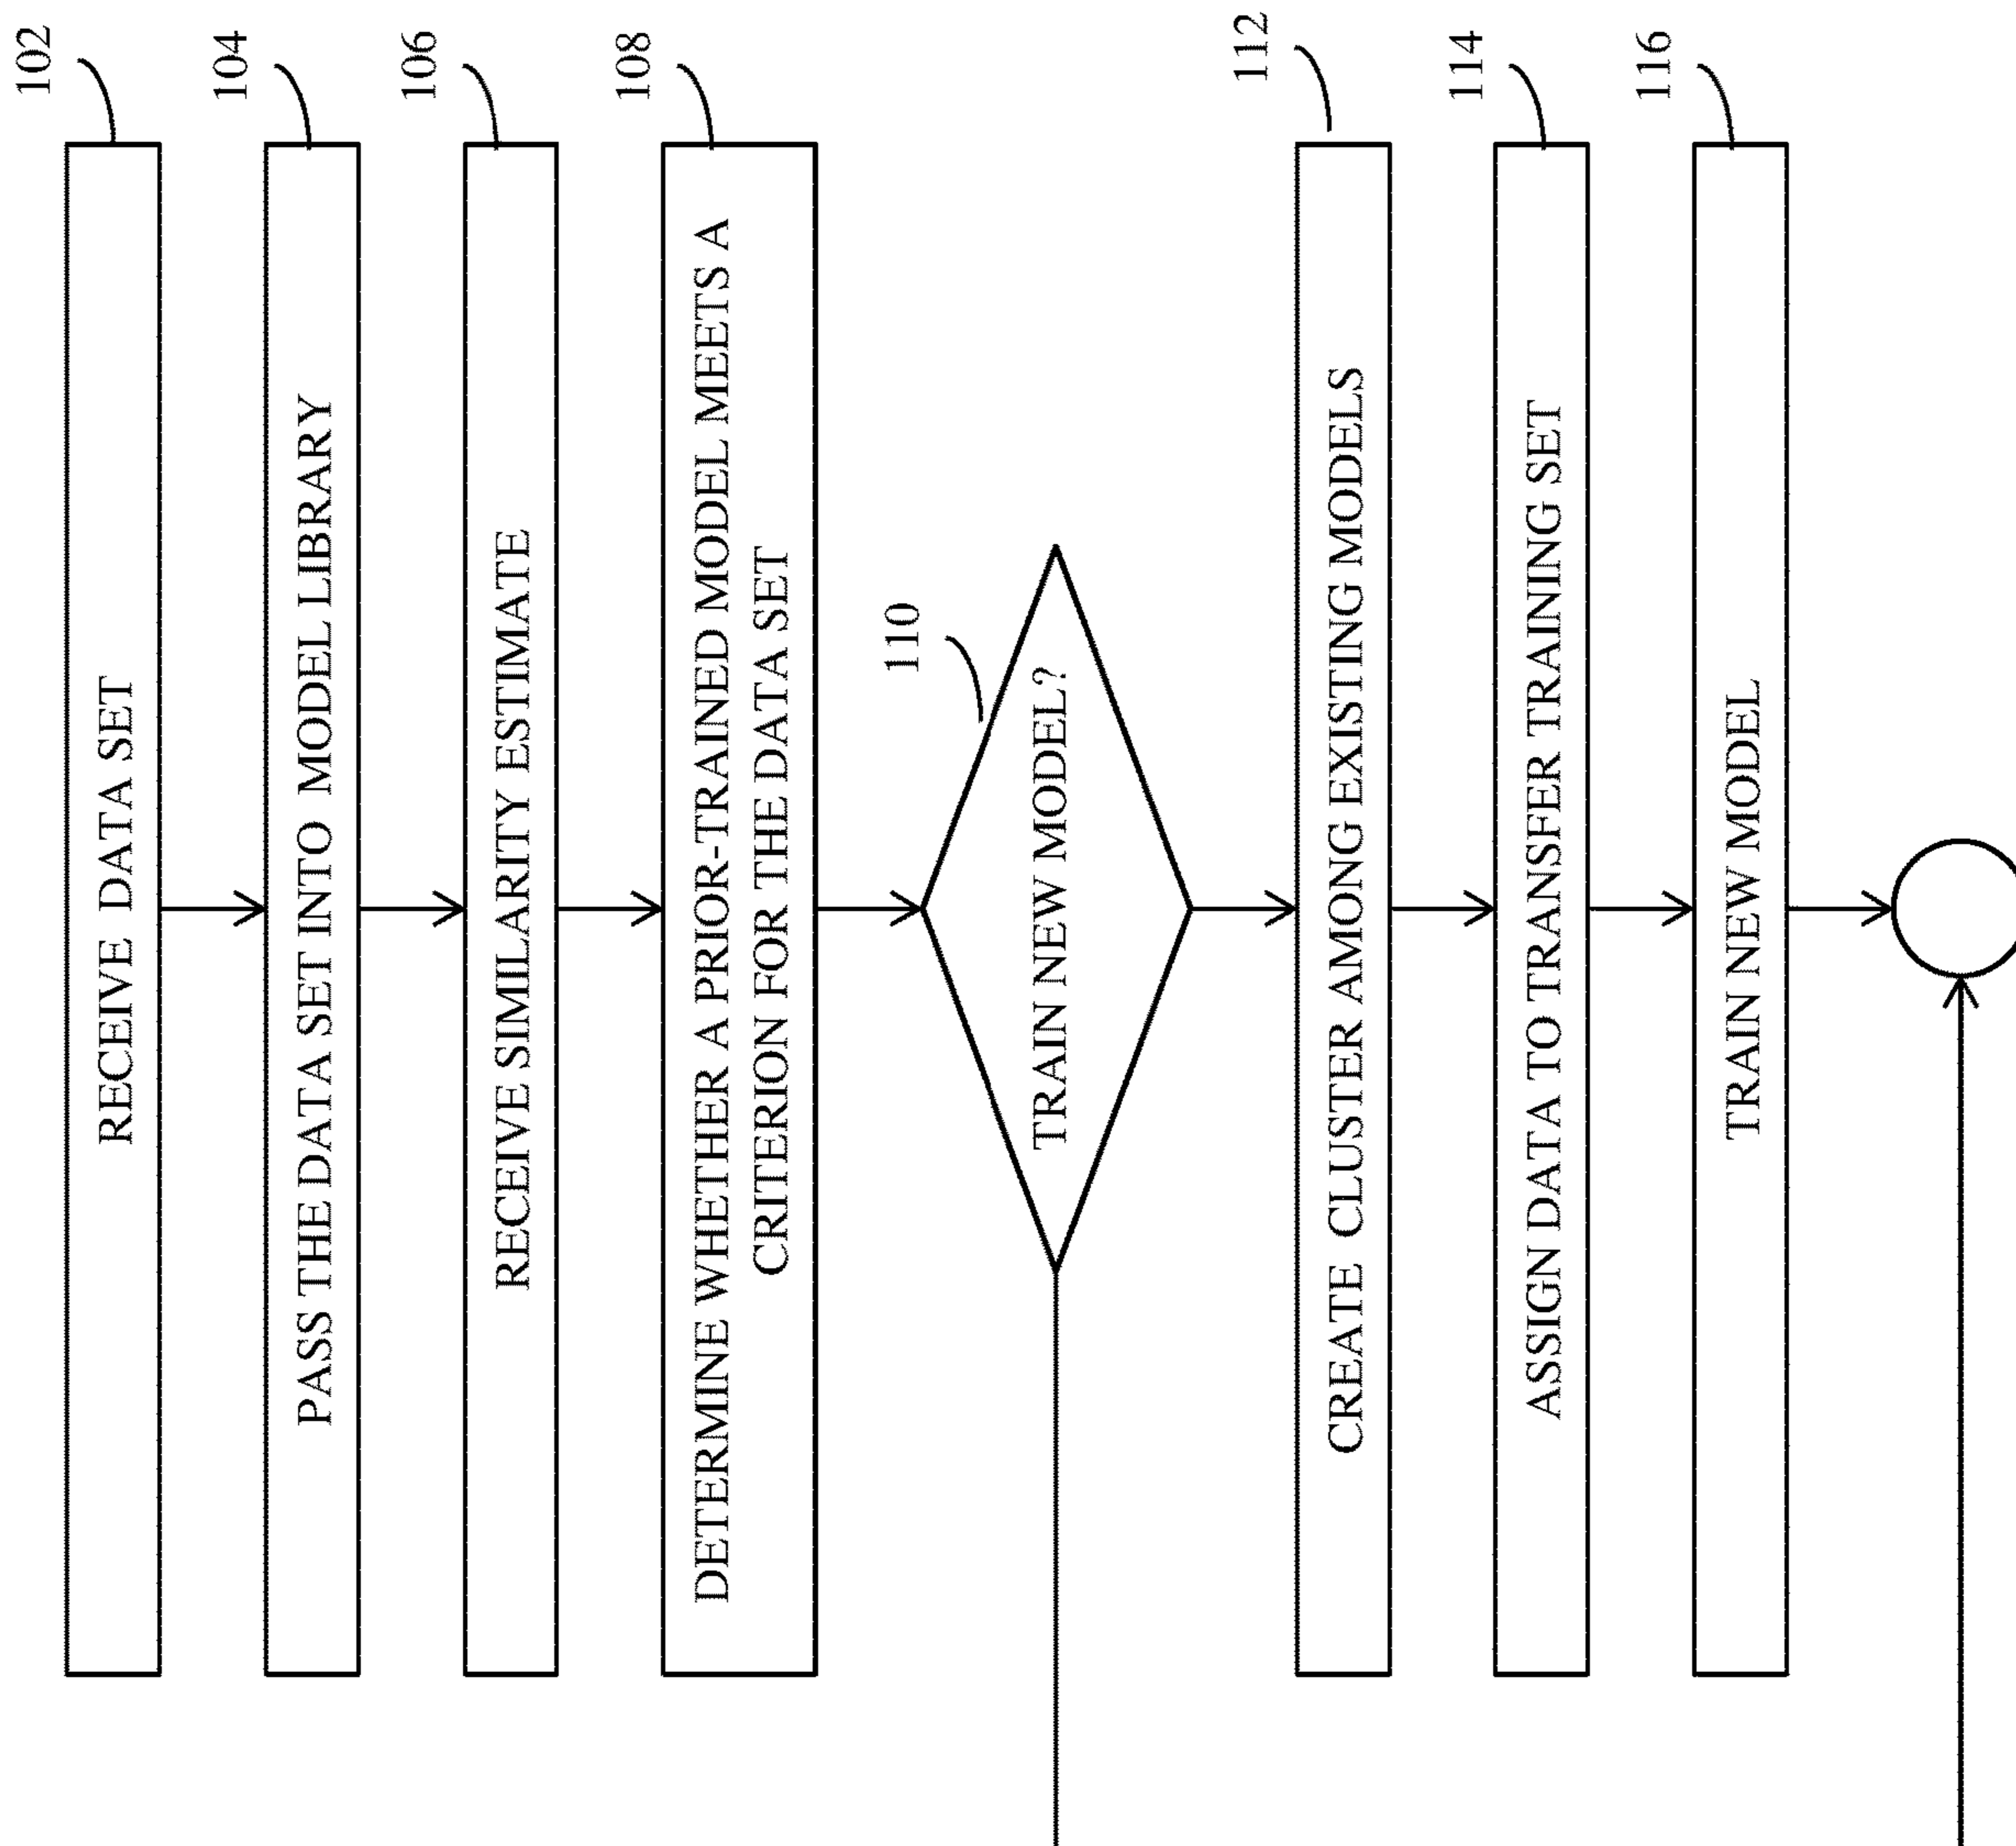 102
RECEIVE DATA SET
104
PASS THE DATA SET INTO MODEL LIBRARY
106
RECEIVE SIMILARITY ESTIMATE
108
DETERMINE WHETHER A PRIOR-TRAINED MODEL MEETS A
CRITERION FOR THE DATA SET
110
TRAIN NEW MODEL?
112
CREATE CLUSTER AMONG EXISTING MODELS
114
ASSIGN DATA TO TRANSFER TRAINING SET
116
TRAIN NEW MODEL